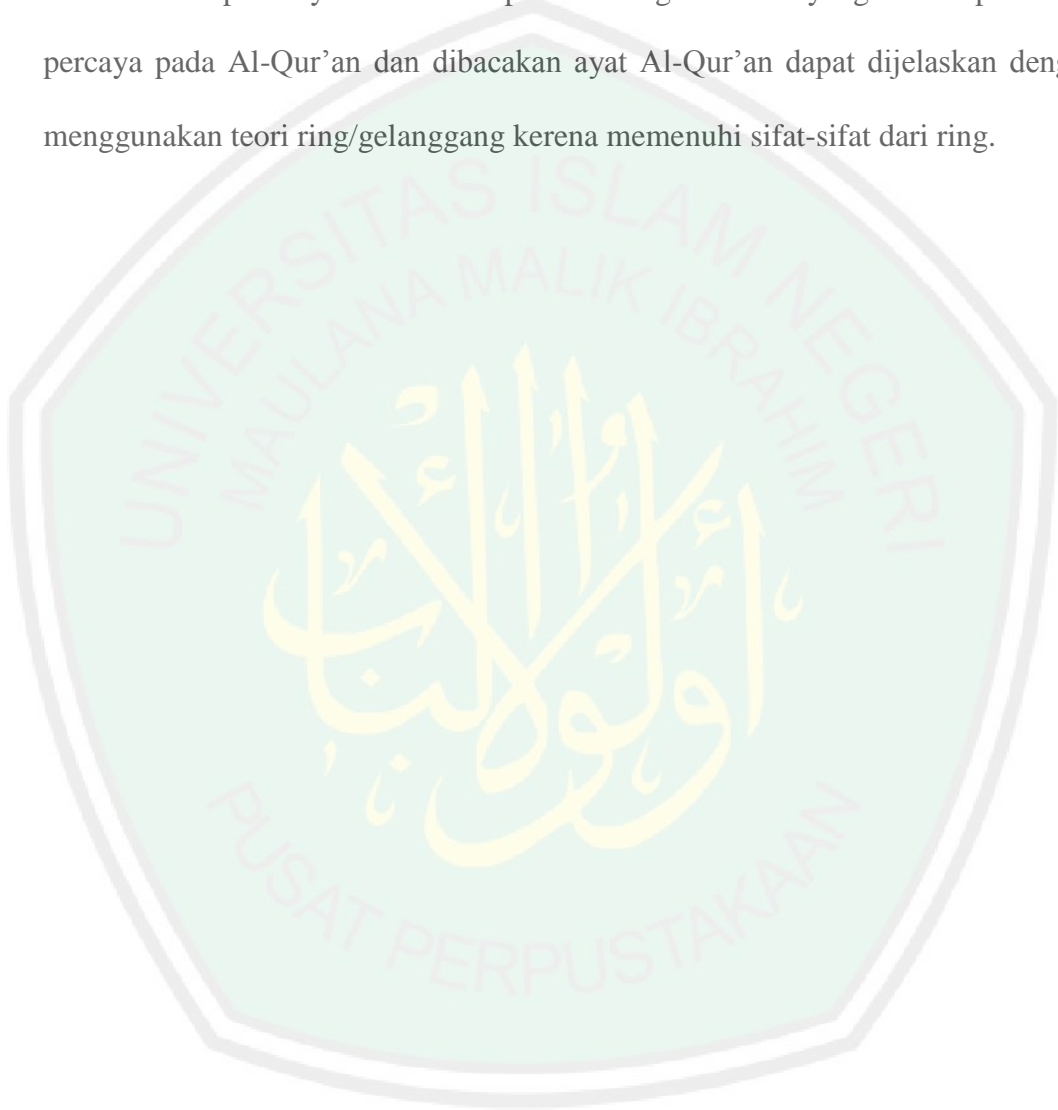 percaya pada Al-Qur’an dan dibacakan ayat Al-Qur’an dapat dijelaskan deng
menggunakan teori ring/gelanggang kerena memenuhi sifat-sifat dari ring.
UNIVERSITAS ISLAM NEGERI
MAULANA MALIK IBRAHIM
PUSAT PERPUSTAKAAN